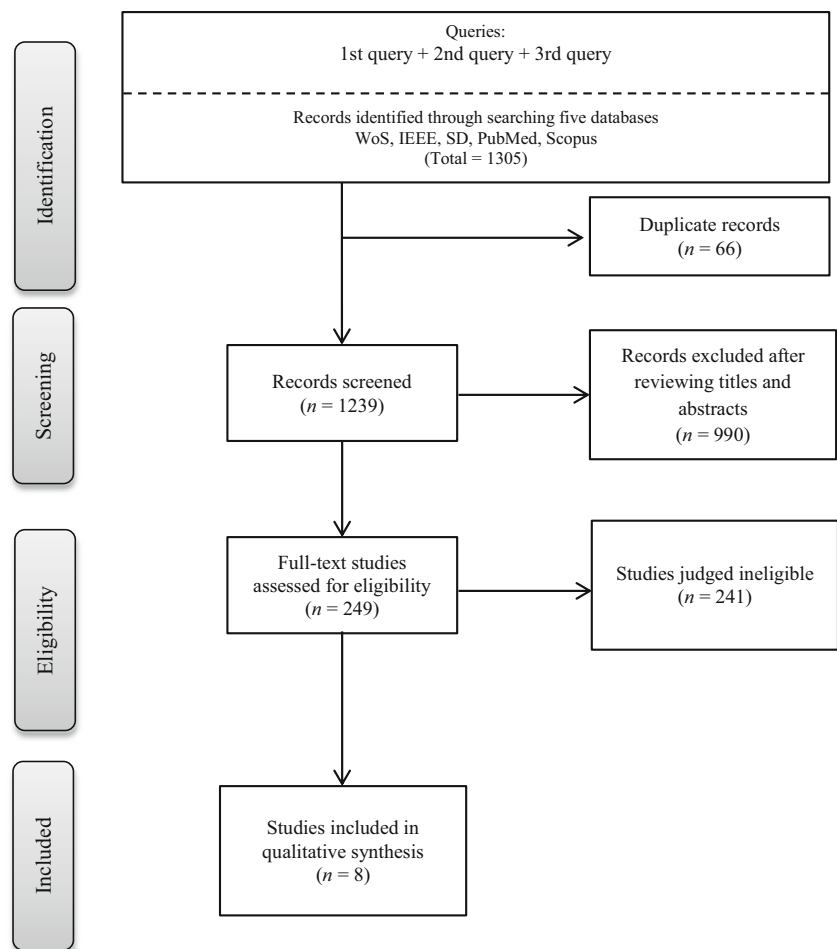 Identification
Queries:
1st query + 2nd query + 3rd query
Records identified through searching five databases
WoS, IEEE, SD, PubMed, Scopus
(Total = 1305)
Duplicate records
(n = 66)
Screening
Records screened
(n = 1239)
Records excluded after
reviewing titles and
abstracts
(n = 990)
Eligibility
Full-text studies
assessed for eligibility
(n = 249)
Studies judged ineligible
(n = 241)
Included
Studies included in
qualitative synthesis
(n = 8)